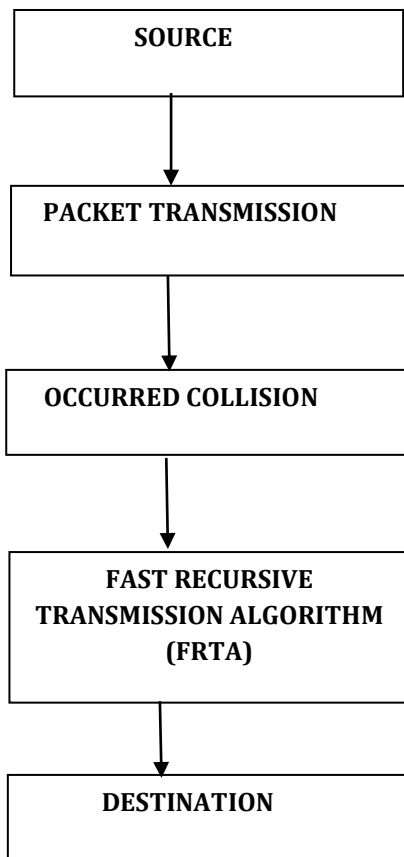 SOURCE
PACKET TRANSMISSION
OCCURRED COLLISION
FAST RECURSIVE
TRANSMISSION ALGORITHM
(FRTA)
DESTINATION